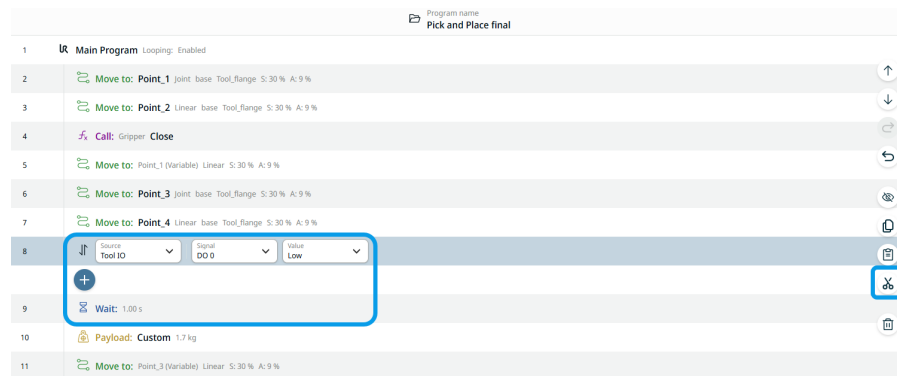 Program name
Pick and Place final
1 Main Program Looping: Enabled
2 Move to: Point_1 Joint base Tool_flange S: 30 % A: 9 %
3 Move to: Point_2 Linear base Tool_flange S: 30 % A: 9 %
4 fx Call: Gripper Close
5 Move to: Point_1 (Variable) Linear S: 30 % A: 9 %
6 Move to: Point_3 Joint base Tool_flange S: 30 % A: 9 %
7 Move to: Point_4 Linear base Tool_flange S: 30 % A: 9 %
Source Signal Value
8 Tool IO DO 0 Low
9 Wait: 1.00 s
10 Payload: Custom 1.7 kg
11 Move to: Point_3 (Variable) Linear S: 30 % A: 9 %